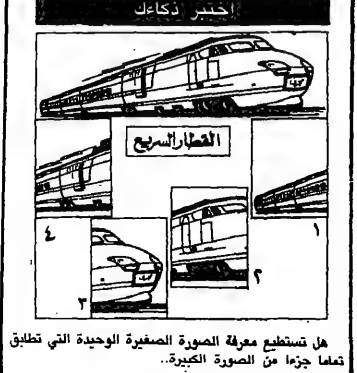 اختبر ذكاءك
القطار السريع
١
٢
٣
٤
هل تستطيع معرفة الصورة الصغيرة الوحيدة التي تطابق
تماما جزءا من الصورة الكبيرة..